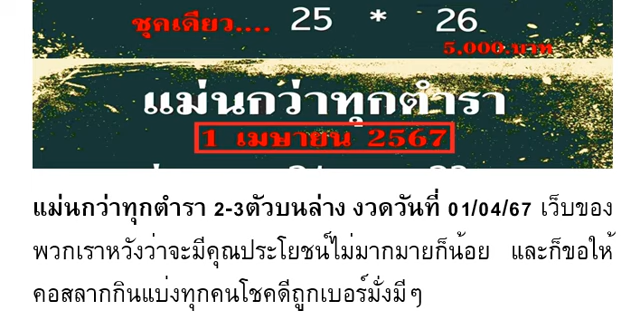 ชุดเดียว.... 25 * 26
5,000.บาท
แม่นกว่าทุกตำรา
1 เมษายน 2567
แม่นกว่าทุกตำรา 2-3ตัวบนล่าง งวดวันที่ 01/04/67 เว็บของ
พวกเราหวังว่าจะมีคุณประโยชน์ไม่มากมายก็น้อย และก็ขอให้
คอสลากกินแบ่งทุกคนโชคดีถูกเบอร์มั่งมีๆ